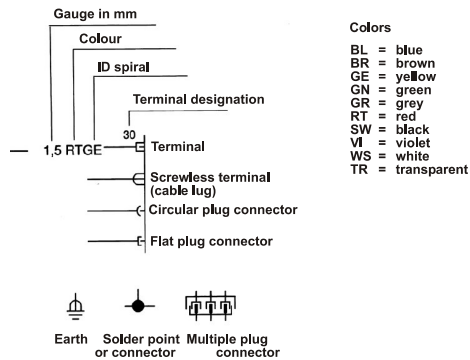 Gauge in mm
Colour
ID spiral
Terminal designation
30
1,5 RTGE
Terminal
Screwless terminal
(cable lug)
Circular plug connector
Flat plug connector
Earth
Solder point
or connector
Multiple plug
connector
Colors
BL = blue
BR = brown
GE = yellow
GN = green
GR = grey
RT = red
SW = black
VI = violet
WS = white
TR = transparent